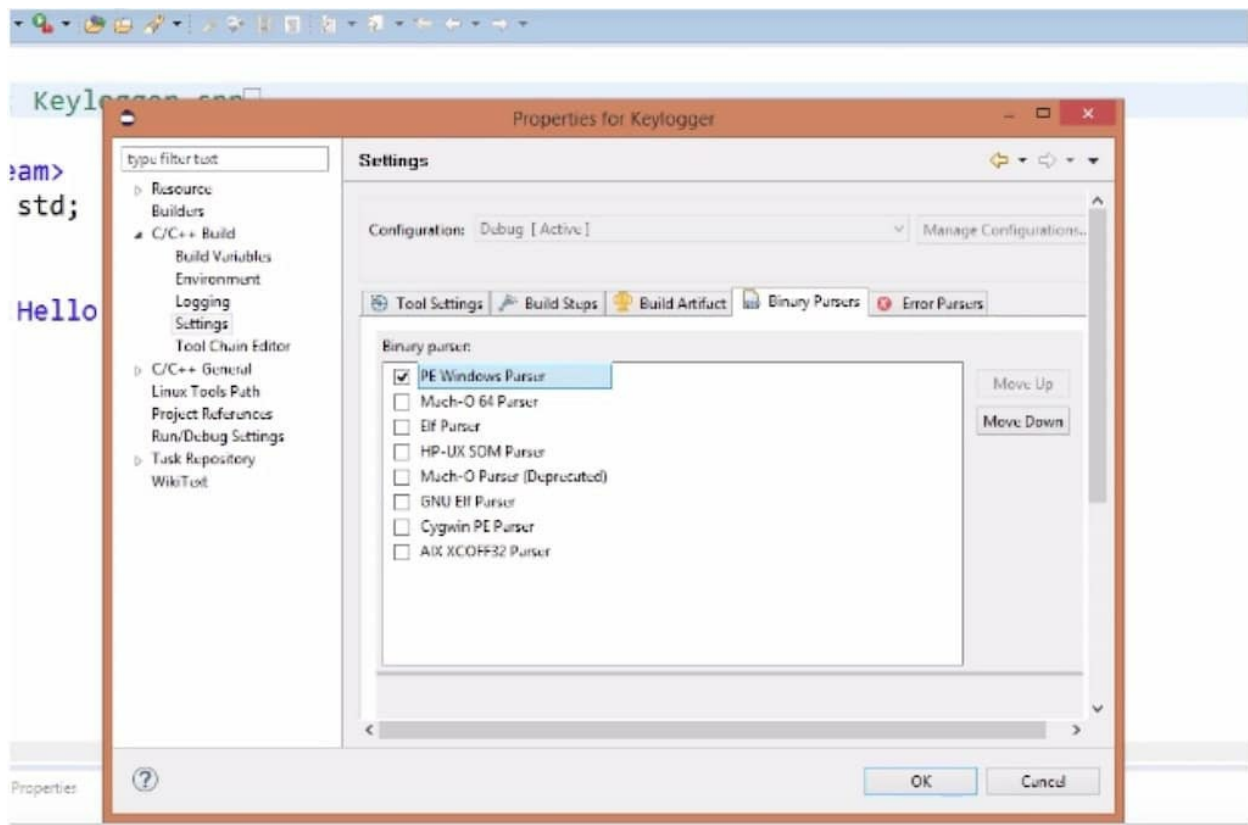 Keylogger.cpp
Properties for Keylogger
eam>
std;
Hello
type filter text
Resource
Builders
C/C++ Build
Build Variables
Environment
Logging
Settings
Tool Chain Editor
C/C++ General
Linux Tools Path
Project References
Run/Debug Settings
Task Repository
WikiText
Settings
Configuration: Debug [ Active ]
Manage Configurations..
Tool Settings
Build Steps
Build Artifact
Binary Parsers
Error Parsers
Binary parser:
PE Windows Parser
Mach-O 64 Parser
Elf Parser
HP-UX SOM Parser
Mach-O Parser (Deprecated)
GNU Elf Parser
Cygwin PE Parser
AIX XCOFF32 Parser
Move Up
Move Down
OK
Cancel
Properties